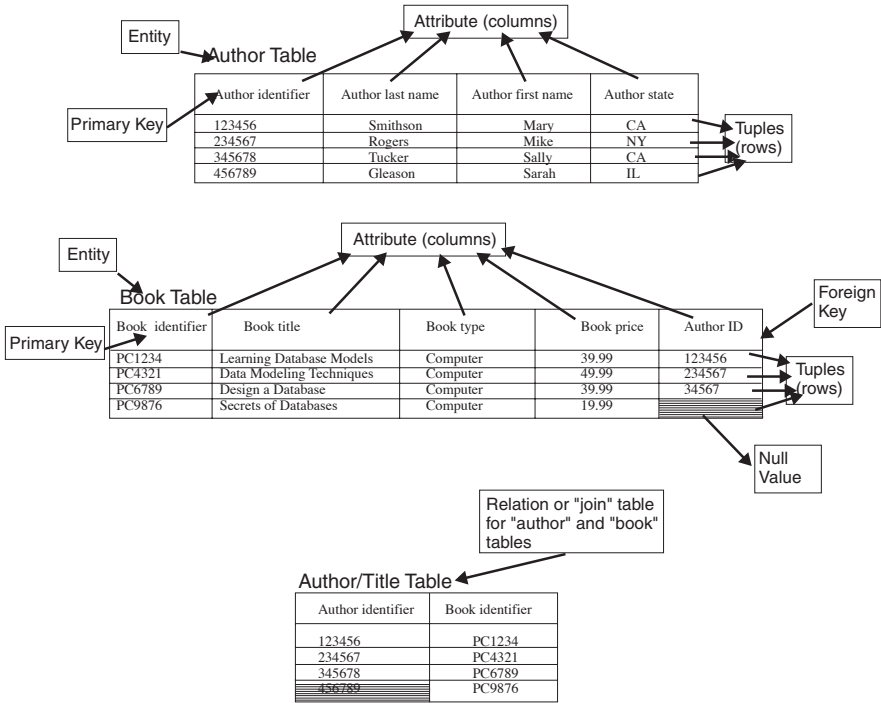 Attribute (columns)
Entity
Author Table
Author identifier Author last name Author first name Author state
Primary Key
123456 Smithson Mary CA
234567 Rogers Mike NY
345678 Tucker Sally CA
456789 Gleason Sarah IL
Tuples
(rows)
Attribute (columns)
Entity
Book Table
Foreign
Key
Book identifier Book title Book type Book price Author ID
Primary Key
PC1234 Learning Database Models Computer 39.99 123456
PC4321 Data Modeling Techniques Computer 49.99 234567
PC6789 Design a Database Computer 39.99 34567
PC9876 Secrets of Databases Computer 19.99
Tuples
(rows)
Null
Value
Relation or "join" table
for "author" and "book"
tables
Author/Title Table
Author identifier Book identifier
123456 PC1234
234567 PC4321
345678 PC6789
456789 PC9876